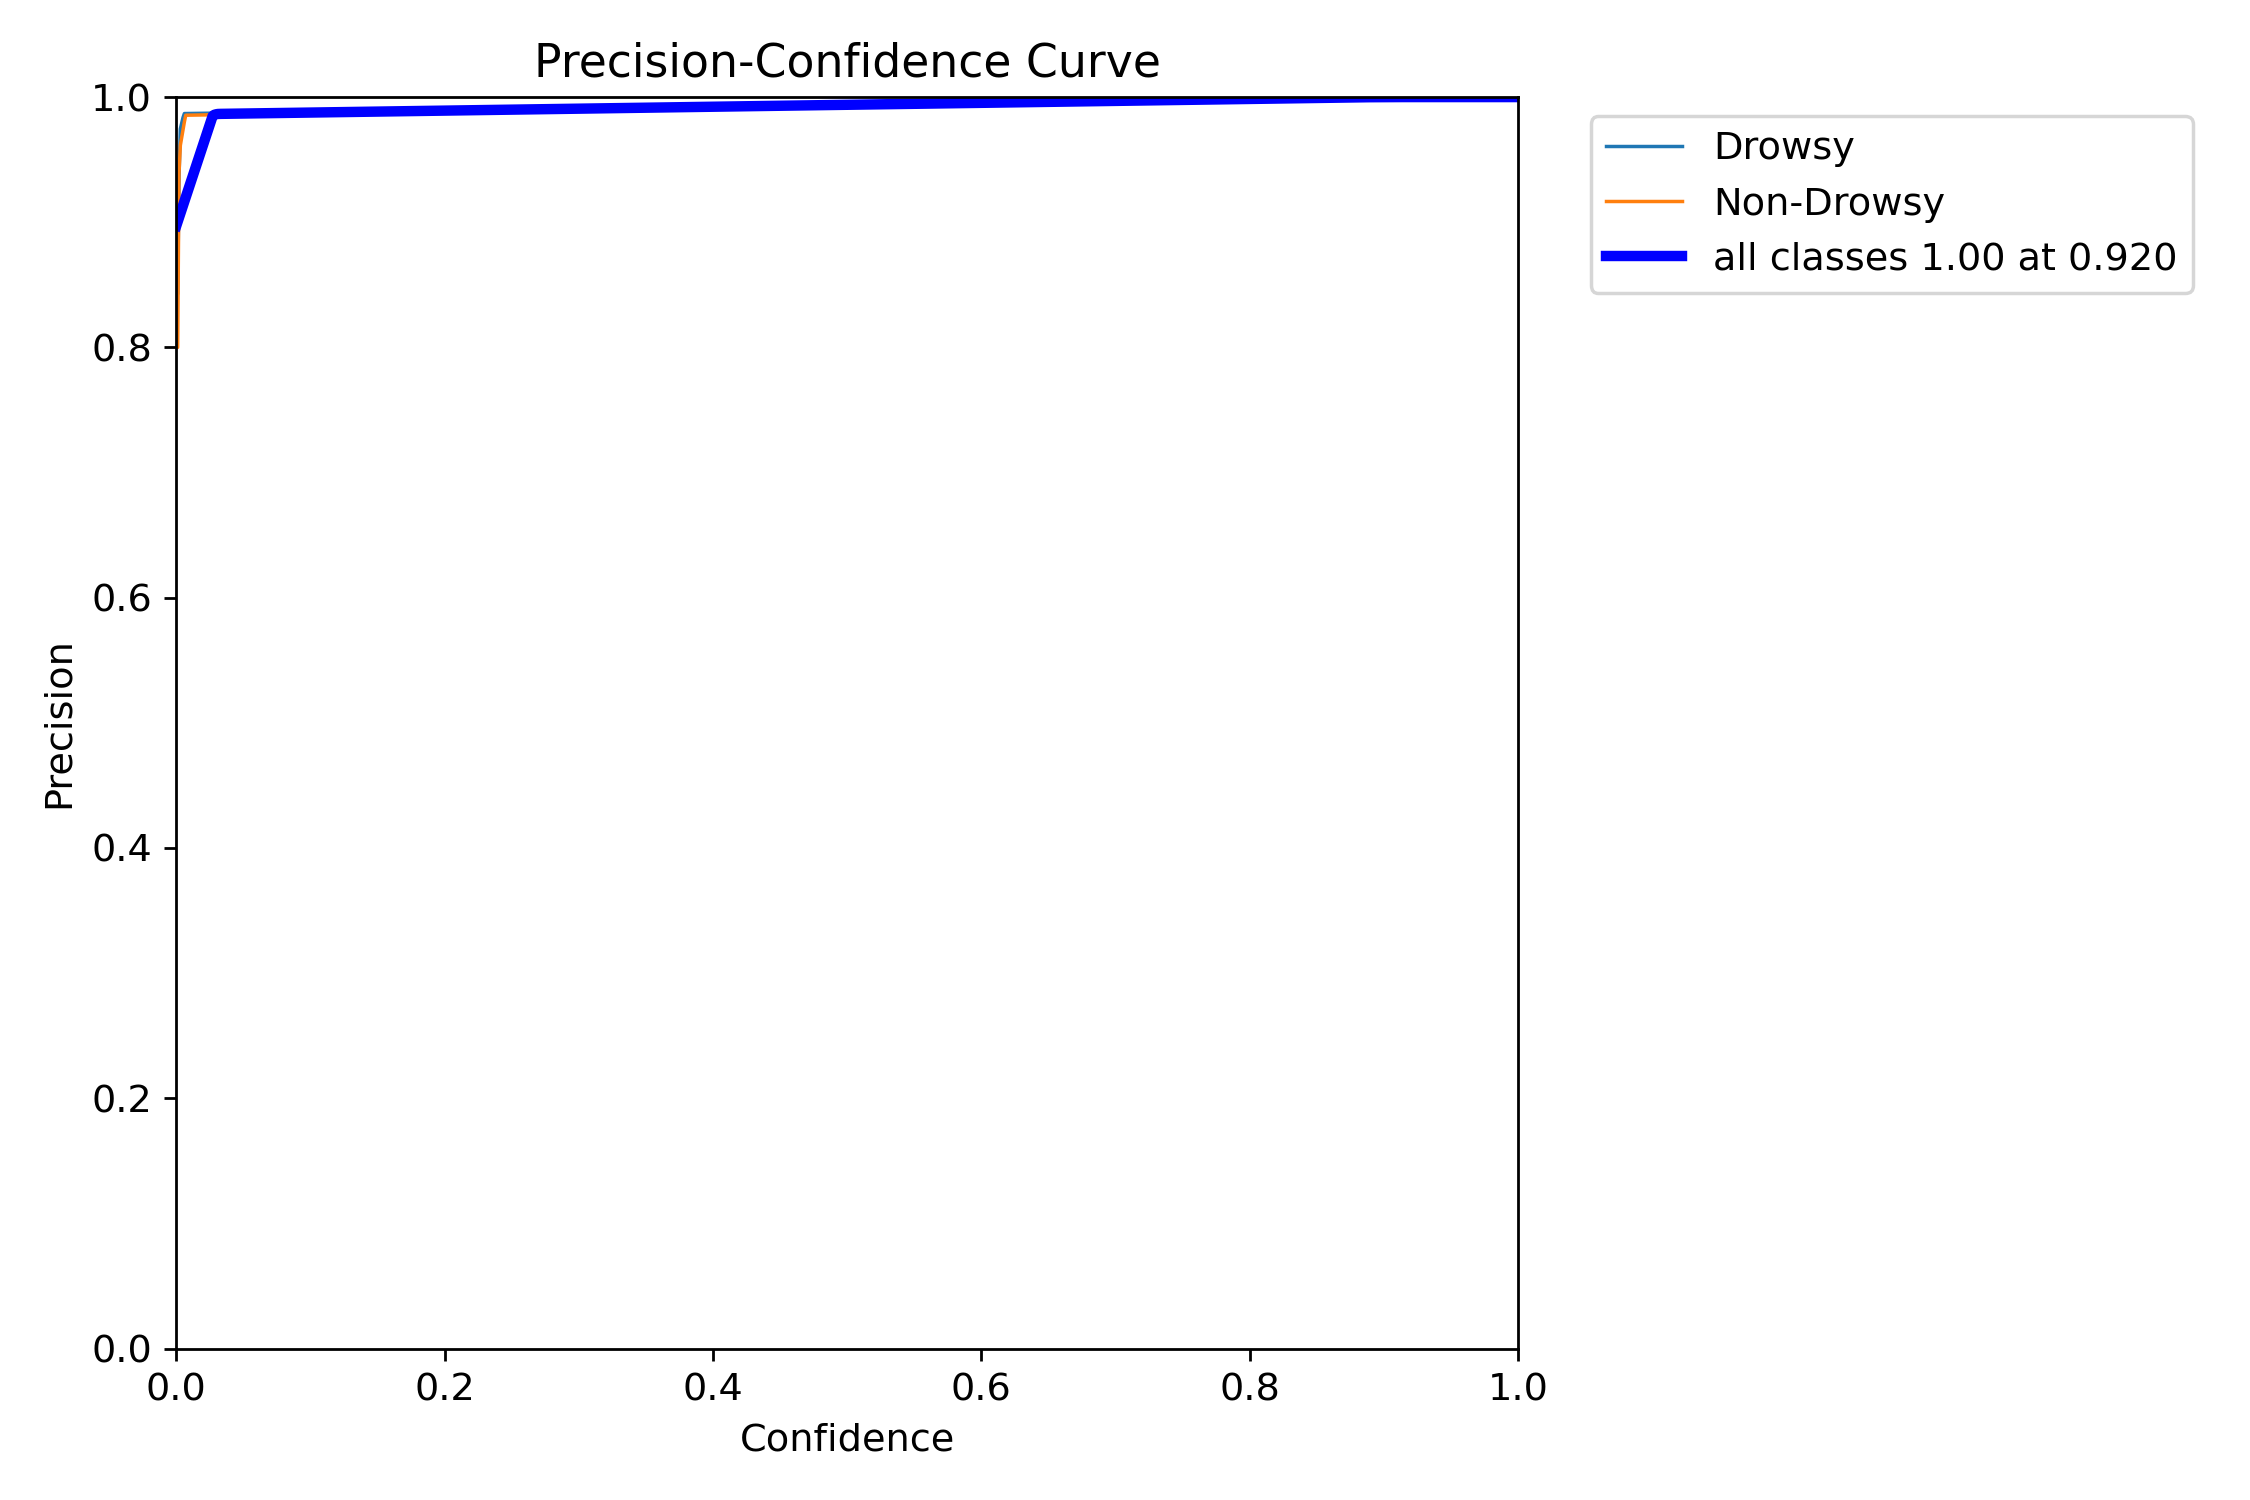 Precision-Confidence Curve
1.0
0.8
0.6
0.4
0.2
0.0
Precision
0.0 0.2 0.4 0.6 0.8 1.0
Confidence
Drowsy
Non-Drowsy
all classes 1.00 at 0.920